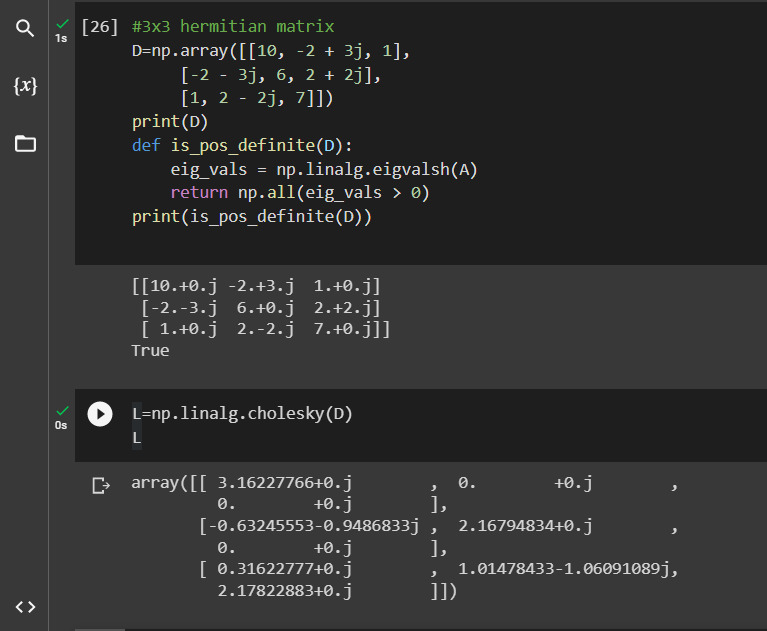 {x}
1s
[26] #3x3 hermitian matrix
D=np.array([[10, -2 + 3j, 1],
     [-2 - 3j, 6, 2 + 2j],
     [1, 2 - 2j, 7]])
print(D)
def is_pos_definite(D):
    eig_vals = np.linalg.eigvalsh(A)
    return np.all(eig_vals > 0)
print(is_pos_definite(D))
[[10.+0.j -2.+3.j  1.+0.j]
 [-2.-3.j  6.+0.j  2.+2.j]
 [ 1.+0.j  2.-2.j  7.+0.j]]
True
0s
L=np.linalg.cholesky(D)
L
array([[ 3.16227766+0.j        ,  0.        +0.j        ,
         0.        +0.j        ],
       [-0.63245553-0.9486833j ,  2.16794834+0.j        ,
         0.        +0.j        ],
       [ 0.31622777+0.j        ,  1.01478433-1.06091089j,
         2.17822883+0.j        ]])
<>